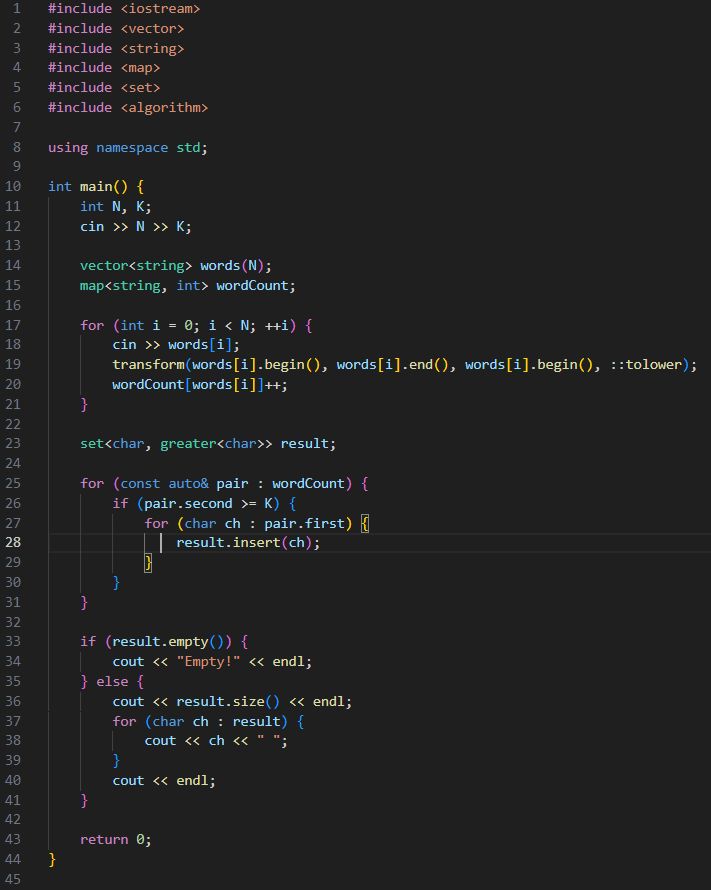 1 #include <iostream>
2 #include <vector>
3 #include <string>
4 #include <map>
5 #include <set>
6 #include <algorithm>
7
8 using namespace std;
9
10 int main() {
11     int N, K;
12     cin >> N >> K;
13
14     vector<string> words(N);
15     map<string, int> wordCount;
16
17     for (int i = 0; i < N; ++i) {
18         cin >> words[i];
19         transform(words[i].begin(), words[i].end(), words[i].begin(), ::tolower);
20         wordCount[words[i]]++;
21     }
22
23     set<char, greater<char>> result;
24
25     for (const auto& pair : wordCount) {
26         if (pair.second >= K) {
27             for (char ch : pair.first) {
28                 result.insert(ch);
29             }
30         }
31     }
32
33     if (result.empty()) {
34         cout << "Empty!" << endl;
35     } else {
36         cout << result.size() << endl;
37         for (char ch : result) {
38             cout << ch << " ";
39         }
40         cout << endl;
41     }
42
43     return 0;
44 }
45